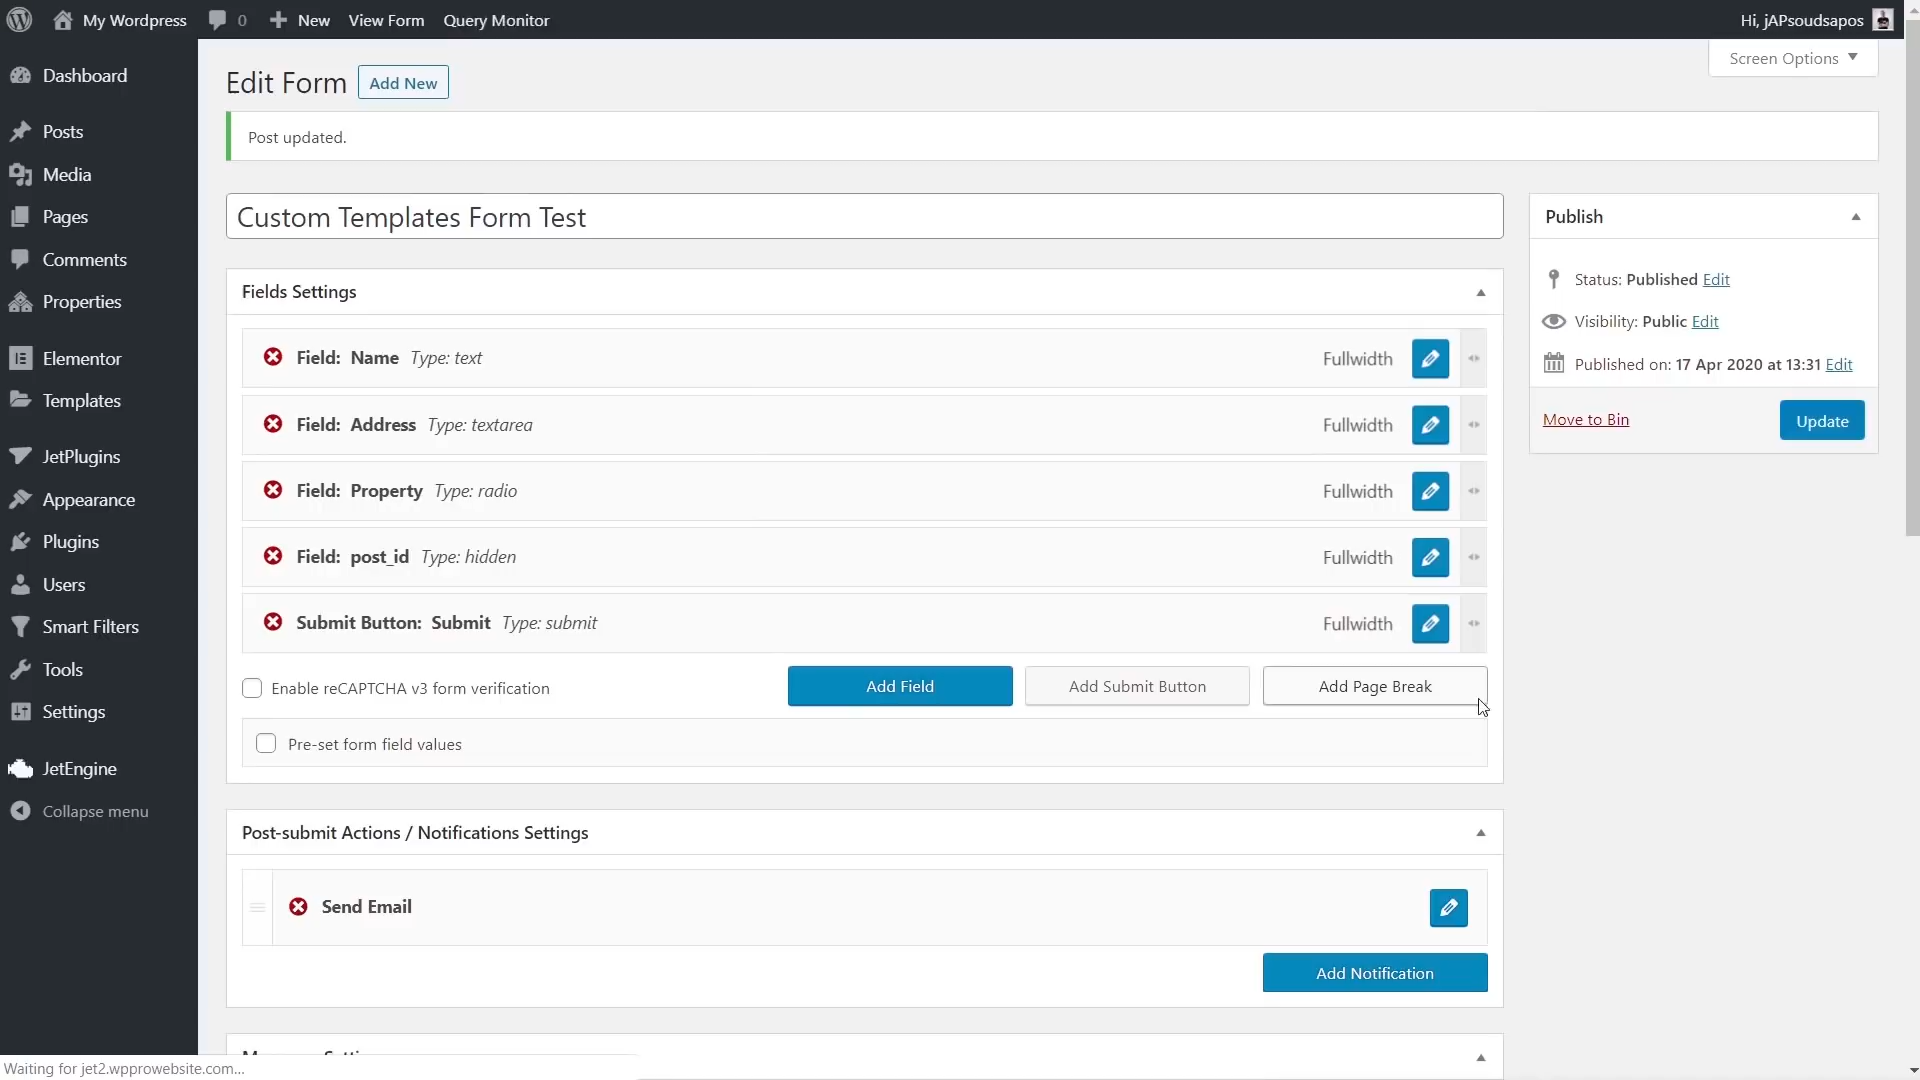 My Wordpress 0 New View Form Query Monitor Hi, jAPsoudsapos
Screen Options
Dashboard
Posts
Media
Pages
Comments
Properties
Elementor
Templates
JetPlugins
Appearance
Plugins
Users
Smart Filters
Tools
Settings
JetEngine
Collapse menu
Edit Form Add New
Post updated.
Custom Templates Form Test
Fields Settings
Field: Name Type: text Fullwidth
Field: Address Type: textarea Fullwidth
Field: Property Type: radio Fullwidth
Field: post_id Type: hidden Fullwidth
Submit Button: Submit Type: submit Fullwidth
Enable reCAPTCHA v3 form verification Add Field Add Submit Button Add Page Break
Pre-set form field values
Post-submit Actions / Notifications Settings
Send Email
Add Notification
Publish
Status: Published Edit
Visibility: Public Edit
Published on: 17 Apr 2020 at 13:31 Edit
Move to Bin Update
Waiting for jet2.wpprowebsite.com...